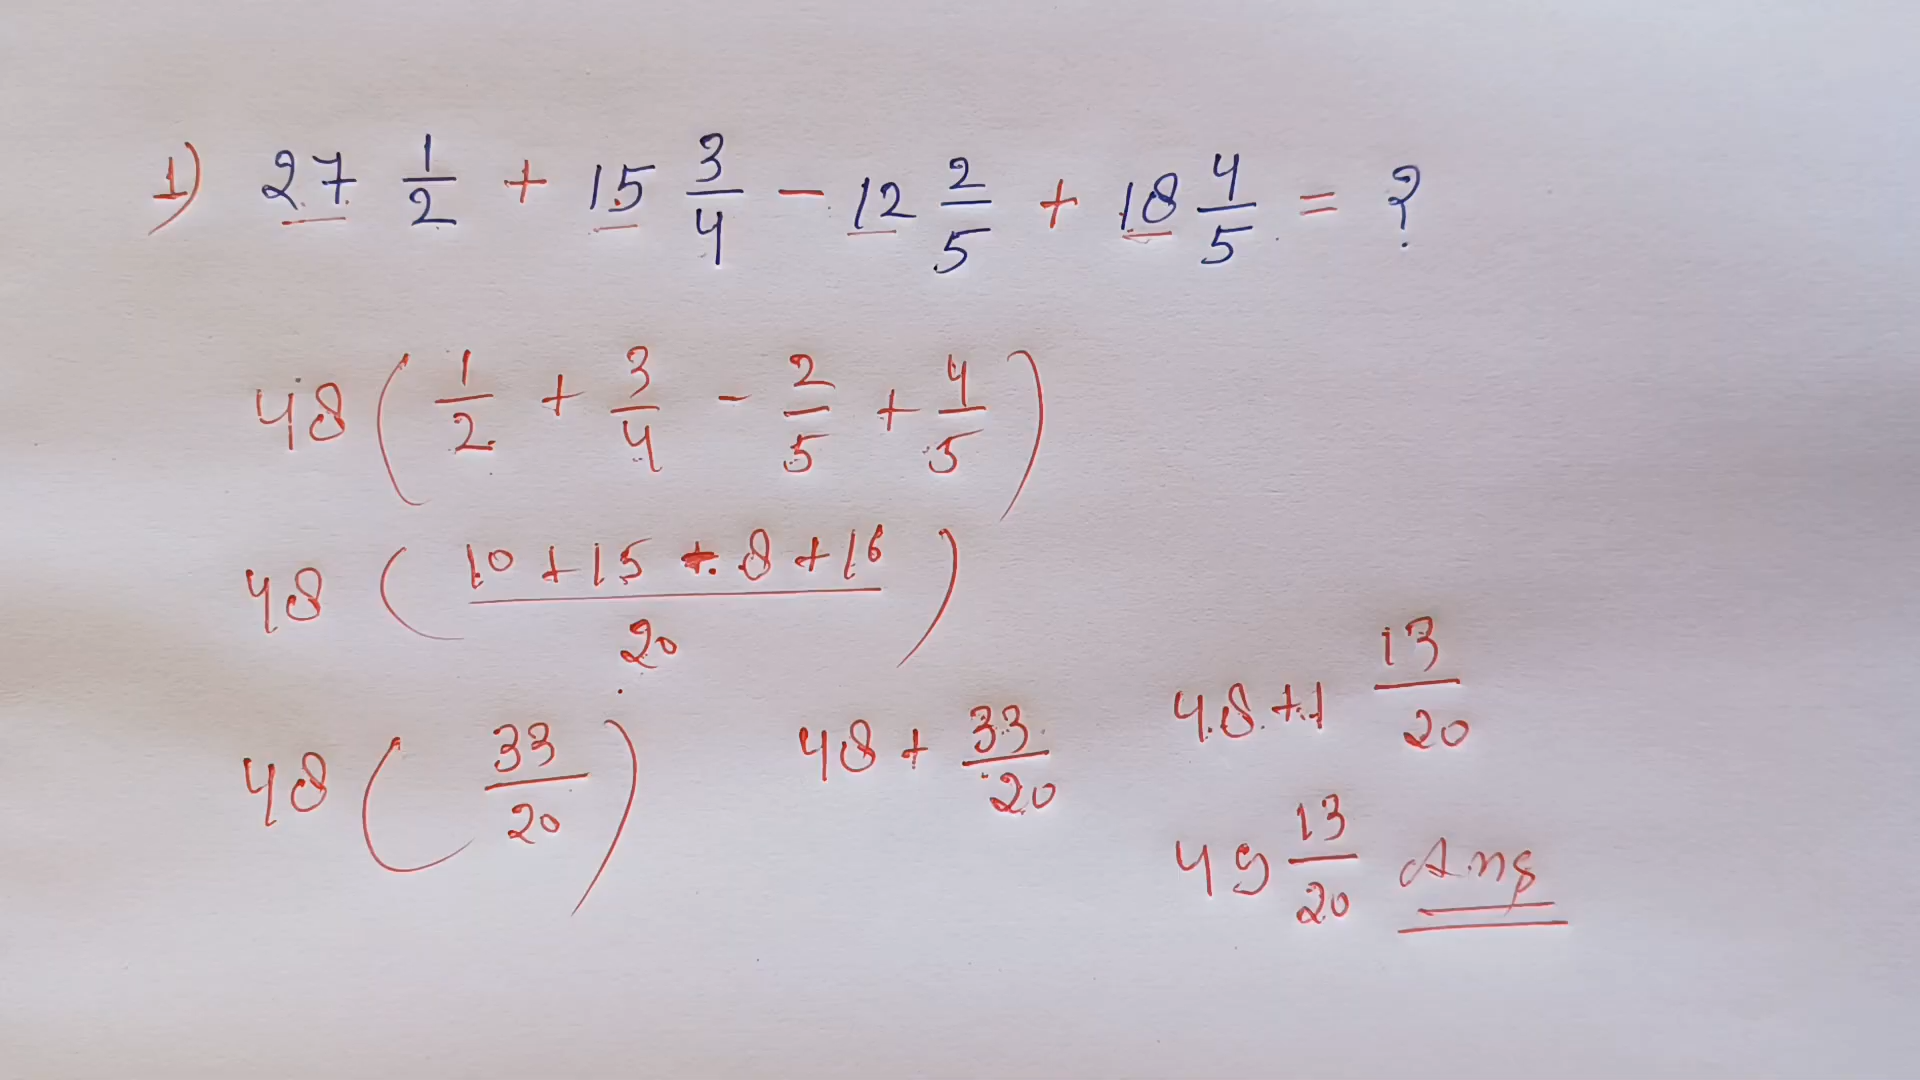 1) 27 1/2 + 15 3/4 - 12 2/5 + 18 4/5 = ?
48 ( 1/2 + 3/4 - 2/5 + 4/5 )
48 ( (10 + 15 - 8 + 16)/20 )
48 ( 33/20 ) 48 + 33/20 48 + 1 13/20
49 13/20 Ans